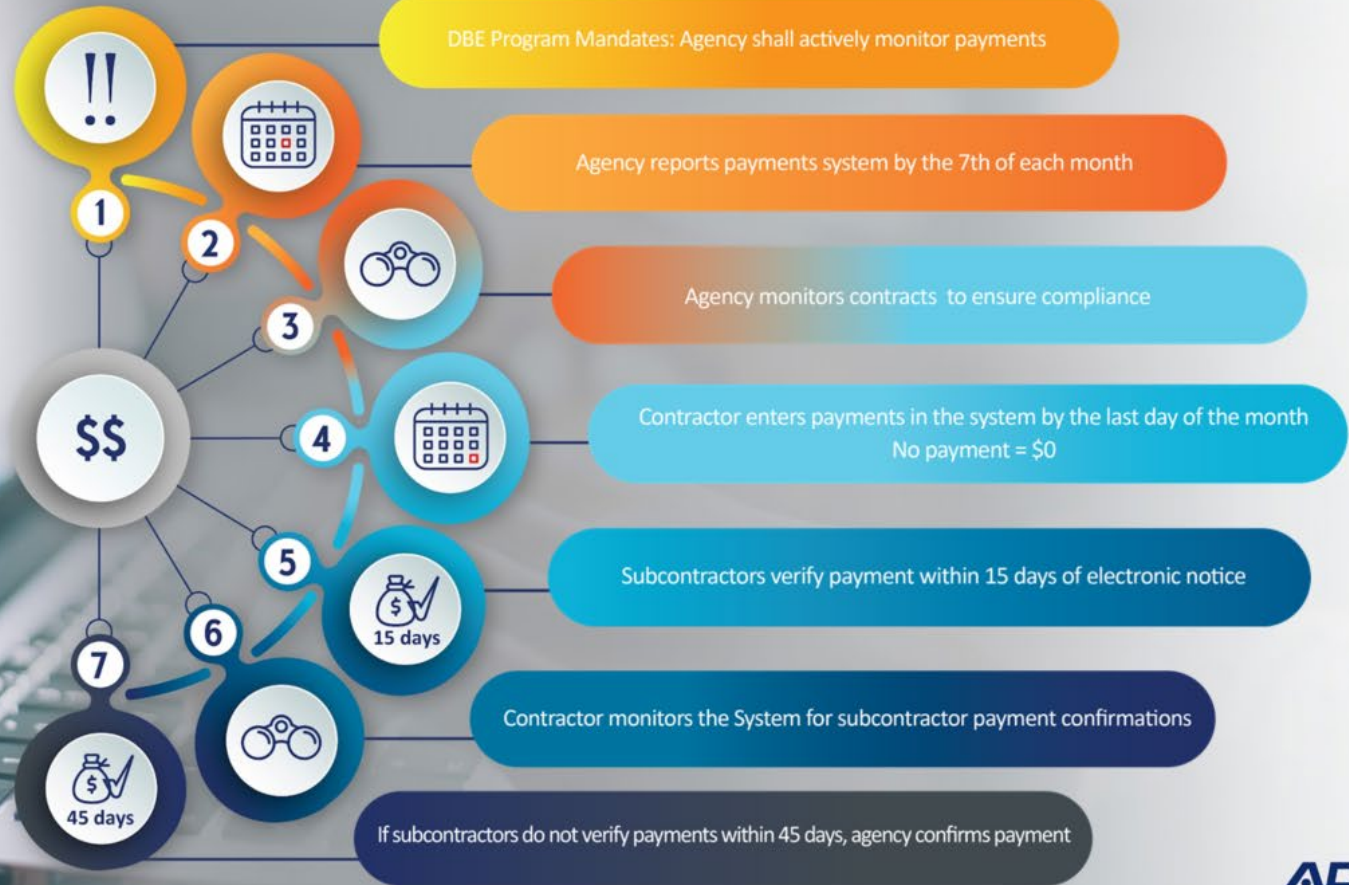 !!
1
DBE Program Mandates: Agency shall actively monitor payments
2
Agency reports payments system by the 7th of each month
3
Agency monitors contracts to ensure compliance
$$
4
Contractor enters payments in the system by the last day of the month
No payment = $0
5
$
15 days
Subcontractors verify payment within 15 days of electronic notice
6
Contractor monitors the System for subcontractor payment confirmations
7
$
45 days
If subcontractors do not verify payments within 45 days, agency confirms payment